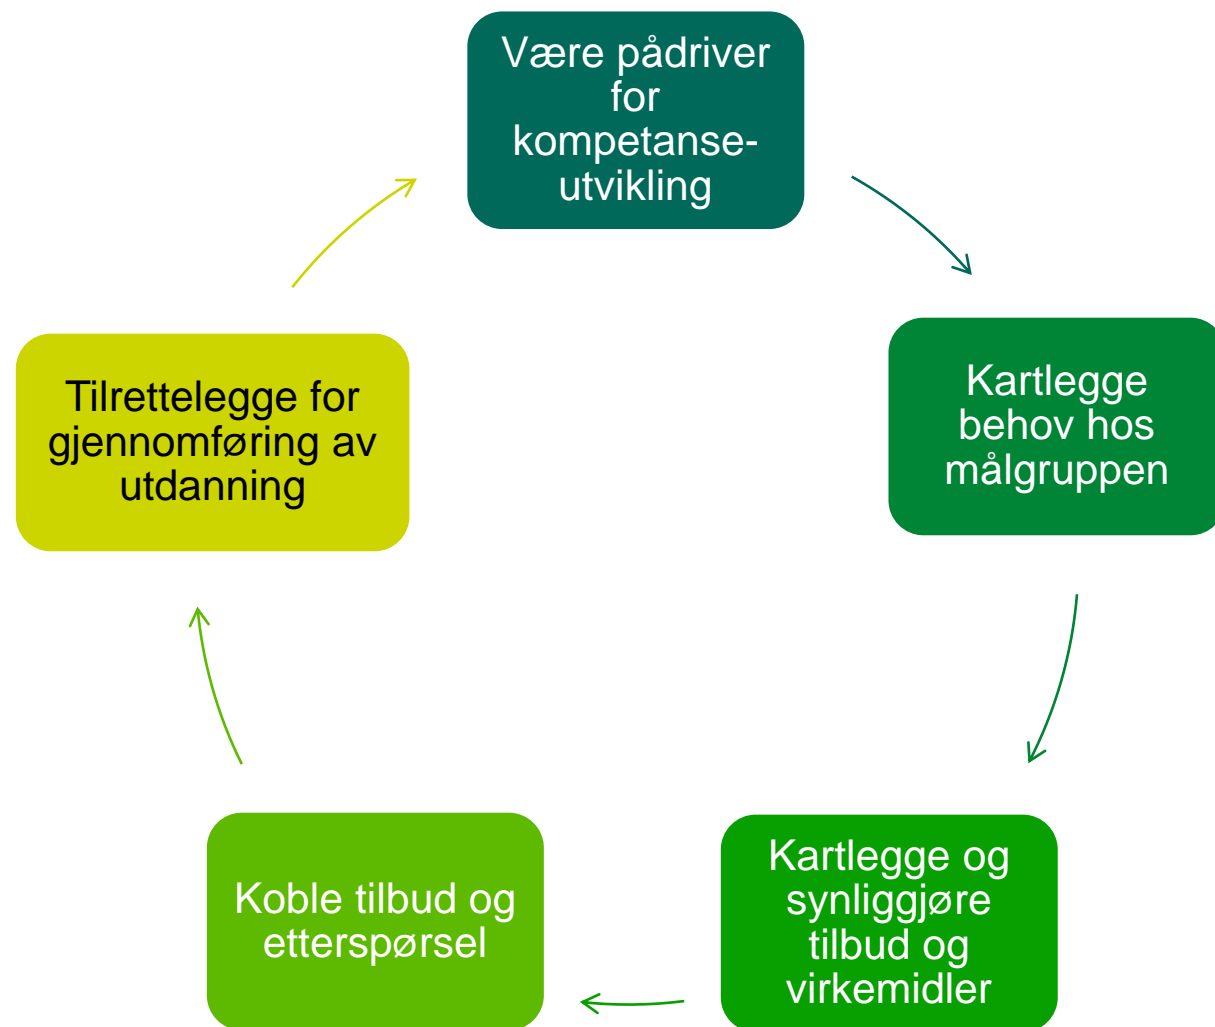 Være pådriver
for
kompetanse-
utvikling
Kartlegge
behov hos
målgruppen
Kartlegge og
synliggjøre
tilbud og
virkemidler
Koble tilbud og
etterspørsel
Tilrettelegge for
gjennomføring av
utdanning